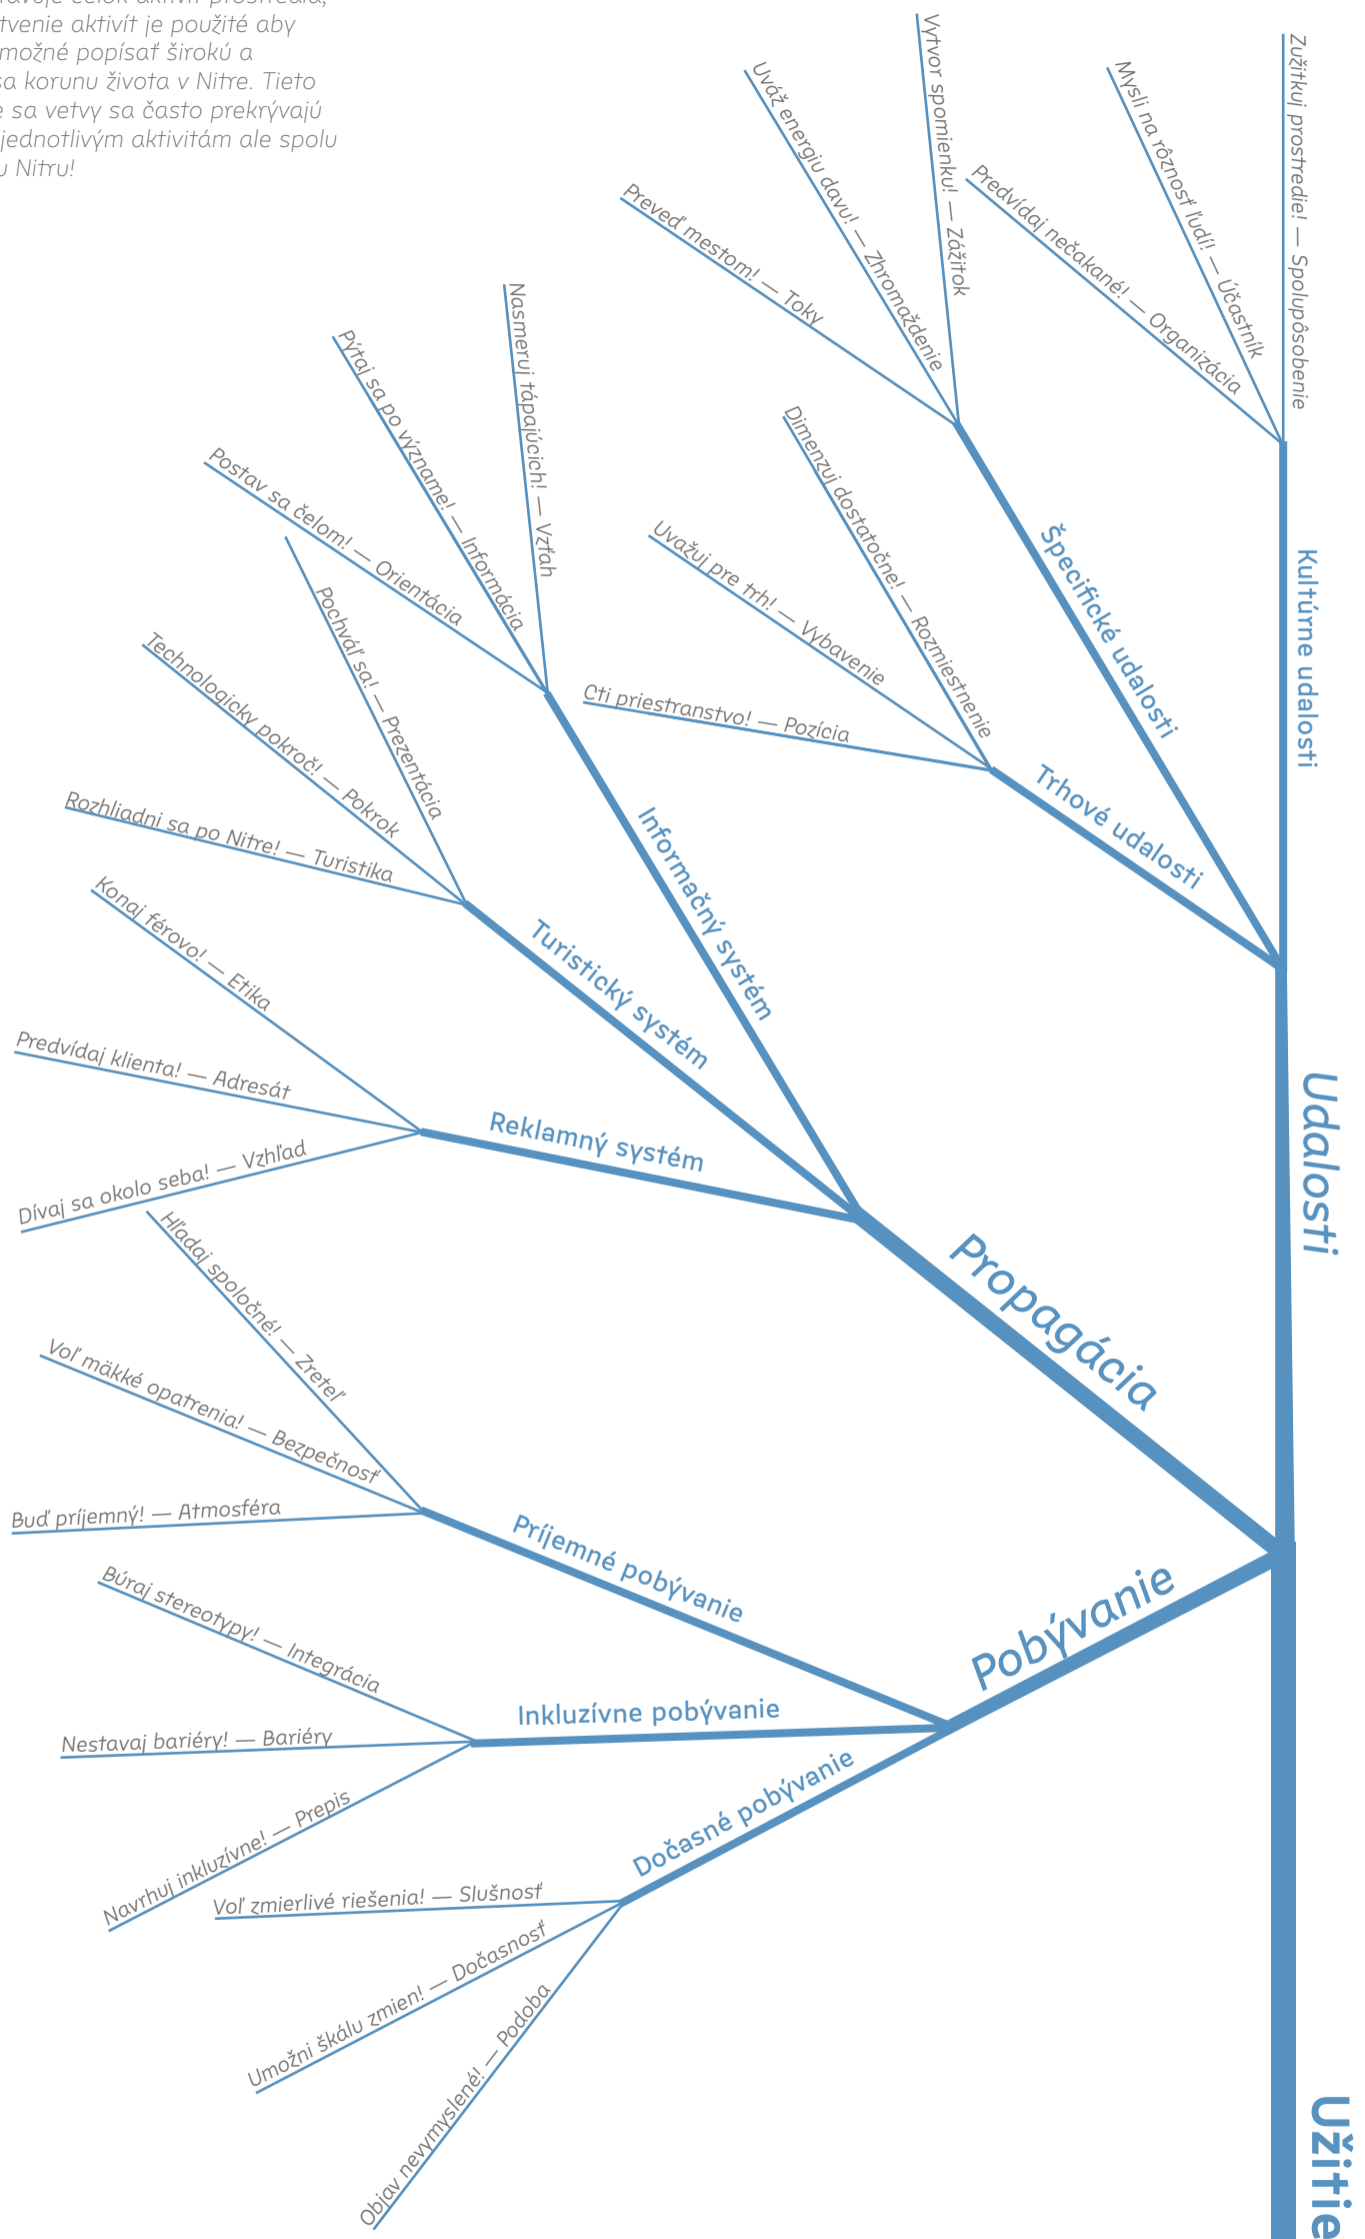 tvenie aktivít je použité aby
možné popísať širokú a
sa korunu života v Nitre. Tieto
e sa vetvy sa často prekrývajú
jednotlivým aktivitám ale spolu
u Nitru!
Zužitkuj prostredie! — Spolupôsobenie
Mysli na rôznosť ľudí! — Účastník
Predvídaj nečakané! — Organizácia
Kultúrne udalosti
Vytvor spomienku! — Zážitok
Uváž energiu davu! — Zhromaždenie
Preveď mestom! — Toky
Špecifické udalosti
Dimenzuj dostatočne! — Rozmiestnenie
Uvažuj pre trh! — Vybavenie
Cti priestranstvo! — Pozícia
Trhové udalosti
Udalosti
Nasmeruj tápajúcich! — Vzťah
Pýtaj sa po význame! — Informácia
Postav sa čelom! — Orientácia
Informačný systém
Pochváľ sa! — Prezentácia
Technologicky pokroč! — Pokrok
Rozhliadni sa po Nitre! — Turistika
Turistický systém
Konaj férovo! — Etika
Predvídaj klienta! — Adresát
Dívaj sa okolo seba! — Vzhľad
Reklamný systém
Propagácia
Hľadaj spoločné! — Zreteľ
Voľ mäkké opatrenia! — Bezpečnosť
Buď príjemný! — Atmosféra
Príjemné pobývanie
Búraj stereotypy! — Integrácia
Nestavaj bariéry! — Bariéry
Navrhuj inkluzívne! — Prepis
Inkluzívne pobývanie
Voľ zmierlivé riešenia! — Slušnosť
Umožni škálu zmien! — Dočasnosť
Objav nevymyslené! — Podoba
Dočasné pobývanie
Pobývanie
Užitie